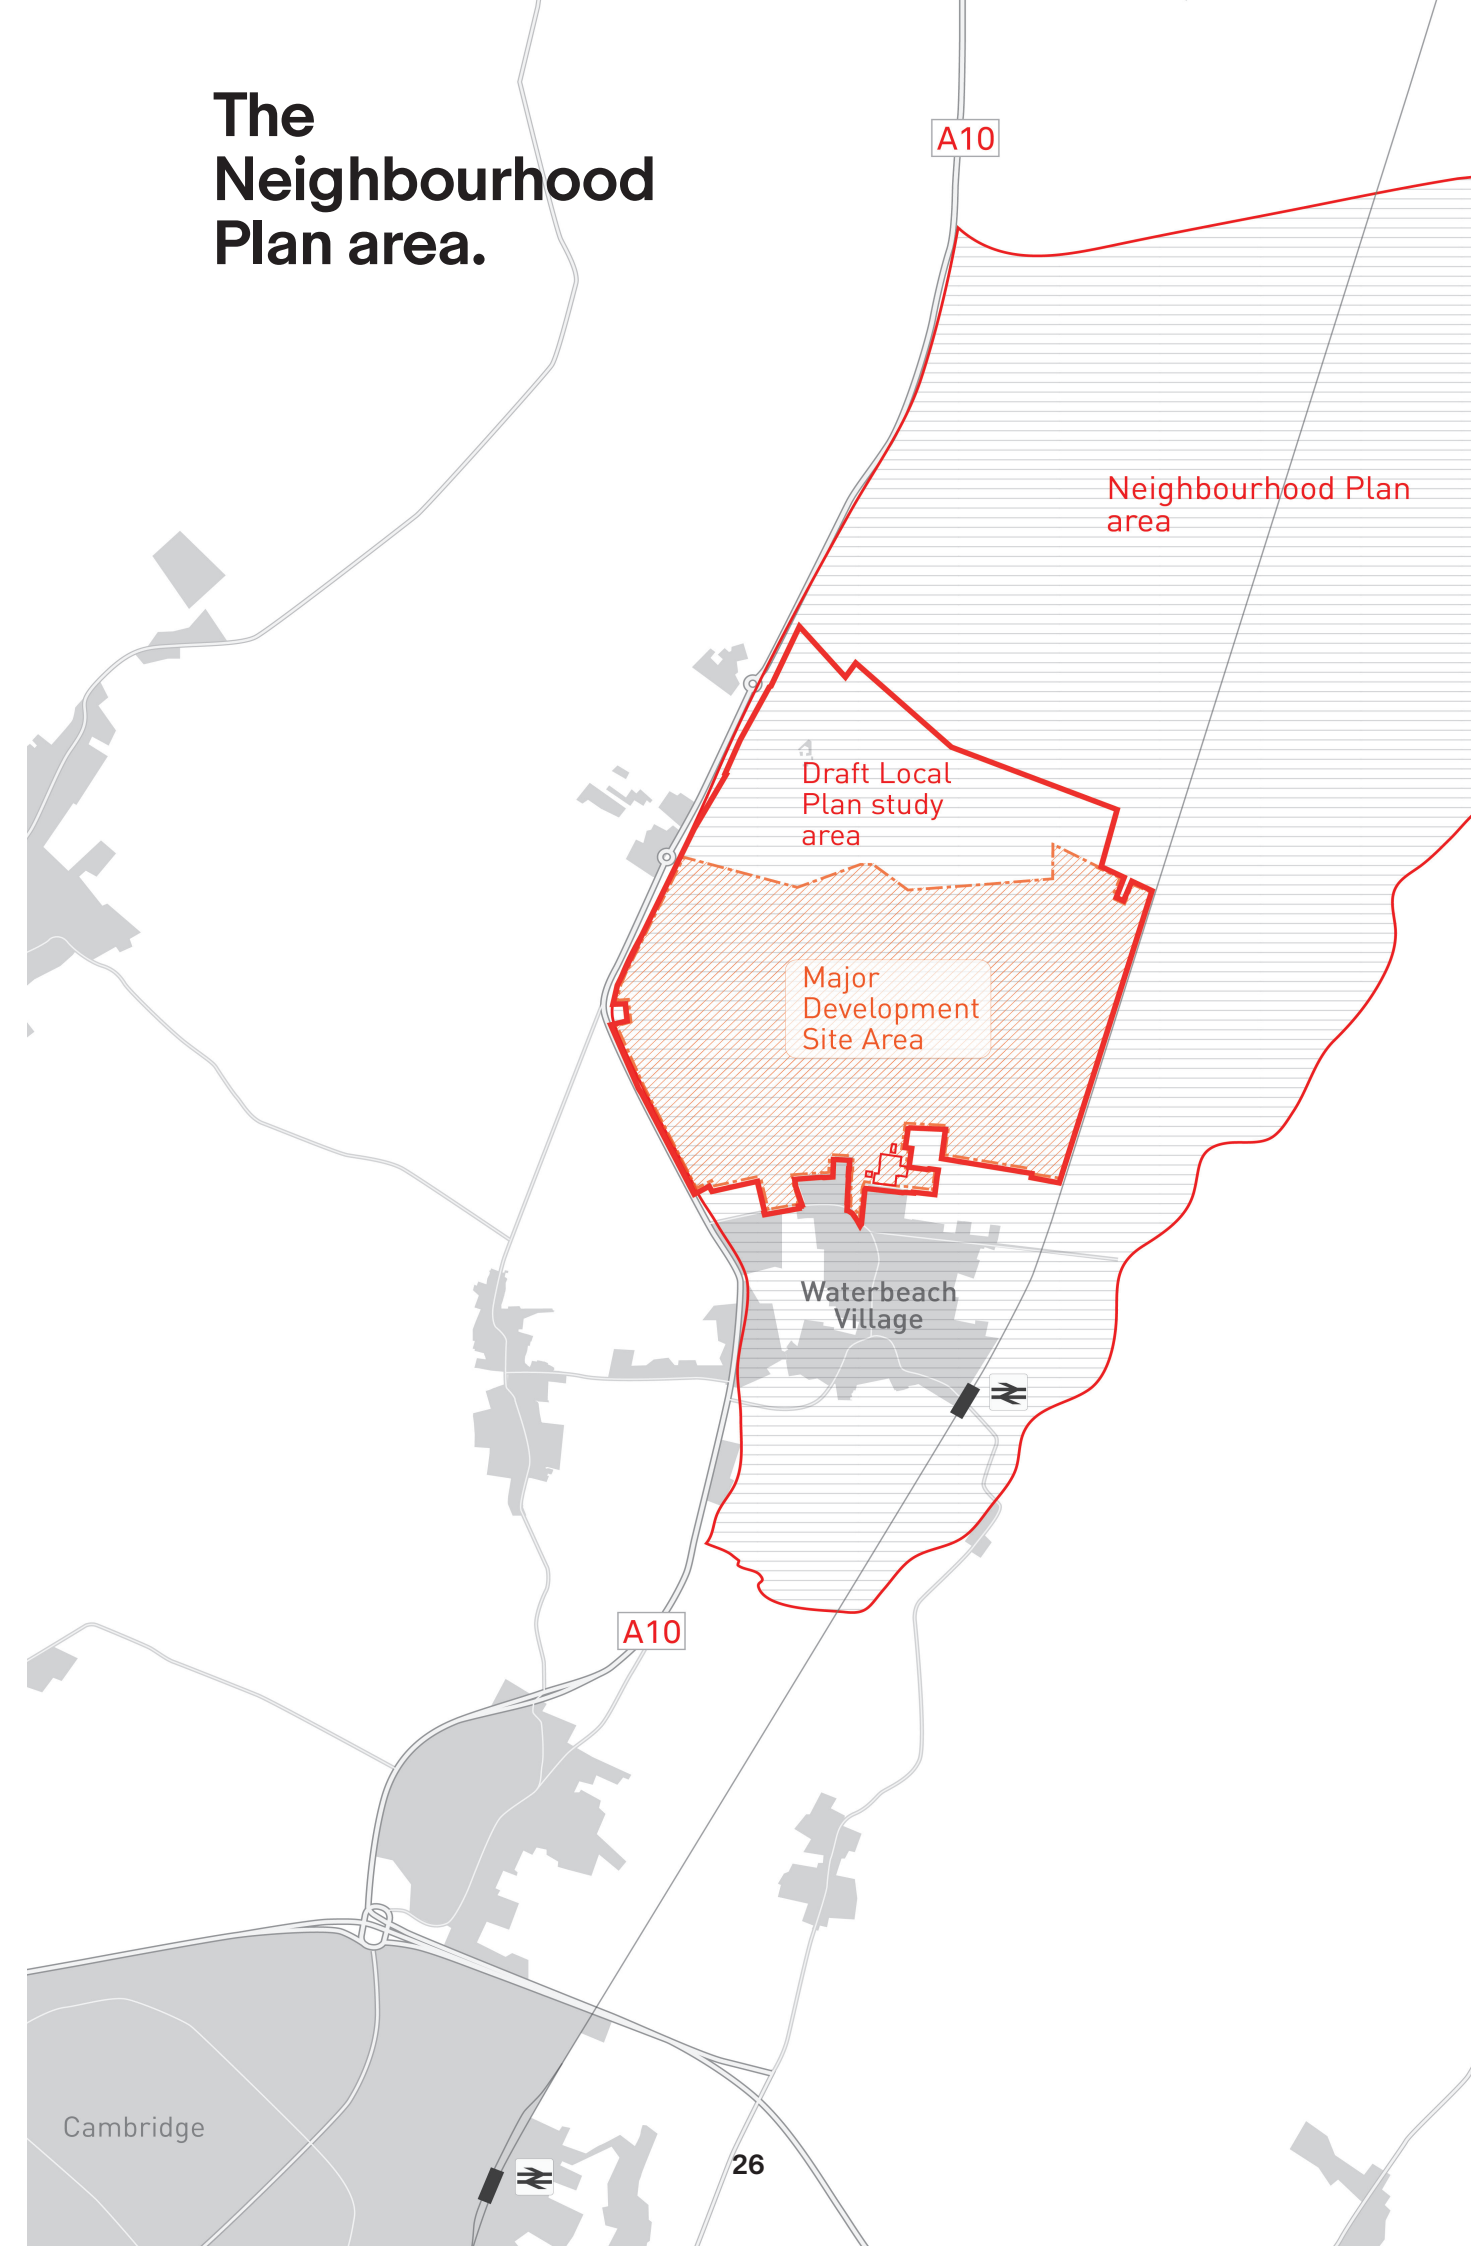 The
Neighbourhood
Plan area.
A10
Neighbourhood Plan
area
Draft Local
Plan study
area
Major
Development
Site Area
Waterbeach
Village
A10
Cambridge
26